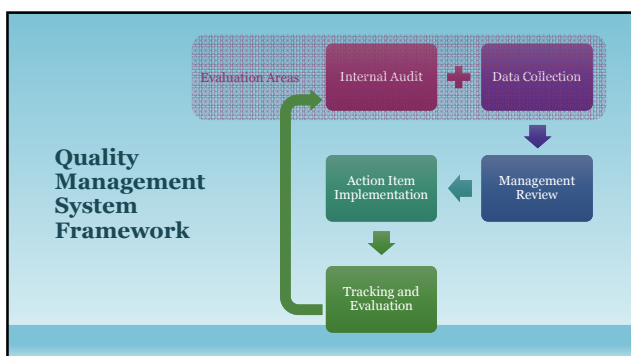 Evaluation Areas
Internal Audit
Data Collection
Quality
Management
System
Framework
Action Item
Implementation
Management
Review
Tracking and
Evaluation